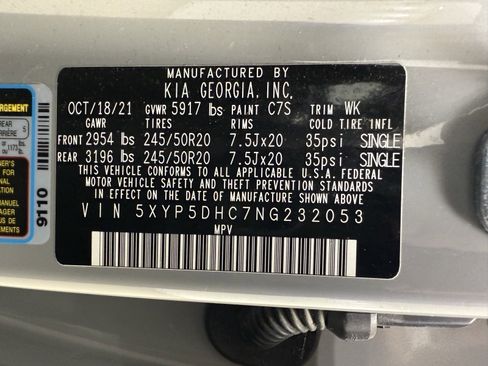 MANUFACTURED BY
KIA GEORGIA, INC.
OCT/18/21 GVWR 5917 lbs PAINT C7S TRIM WK
GAWR TIRES RIMS COLD TIRE INFL
FRONT 2954 lbs 245/50R20 7.5Jx20 35psi SINGLE
REAR 3196 lbs 245/50R20 7.5Jx20 35psi SINGLE
THIS VEHICLE CONFORMS TO ALL APPLICABLE U.S.A. FEDERAL
MOTOR VEHICLE SAFETY, BUMPER, AND THEFT PREVENTION STANDARDS
IN EFFECT ON THE DATE OF MANUFACTURE SHOWN ABOVE.
VIN 5XYP5DHC7NG232053
MPV
REAR 5
9110